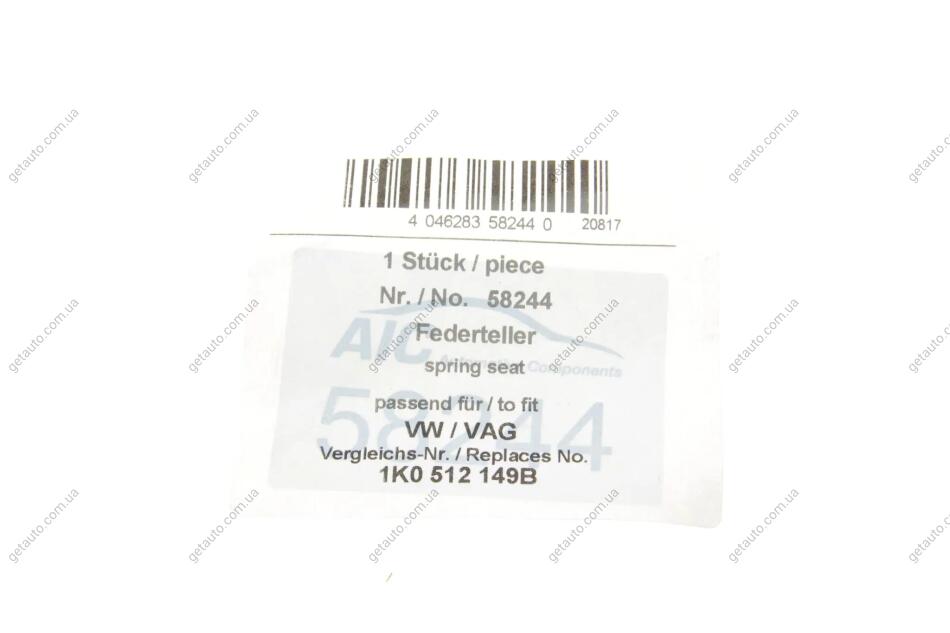 4 046283 58244 0 20817
1 Stück / piece
Nr. / No. 58244
Federteller
AIC
Automotive Components
spring seat
58244
passend für / to fit
VW / VAG
Vergleichs-Nr. / Replaces No.
1K0 512 149B
getauto.com.ua